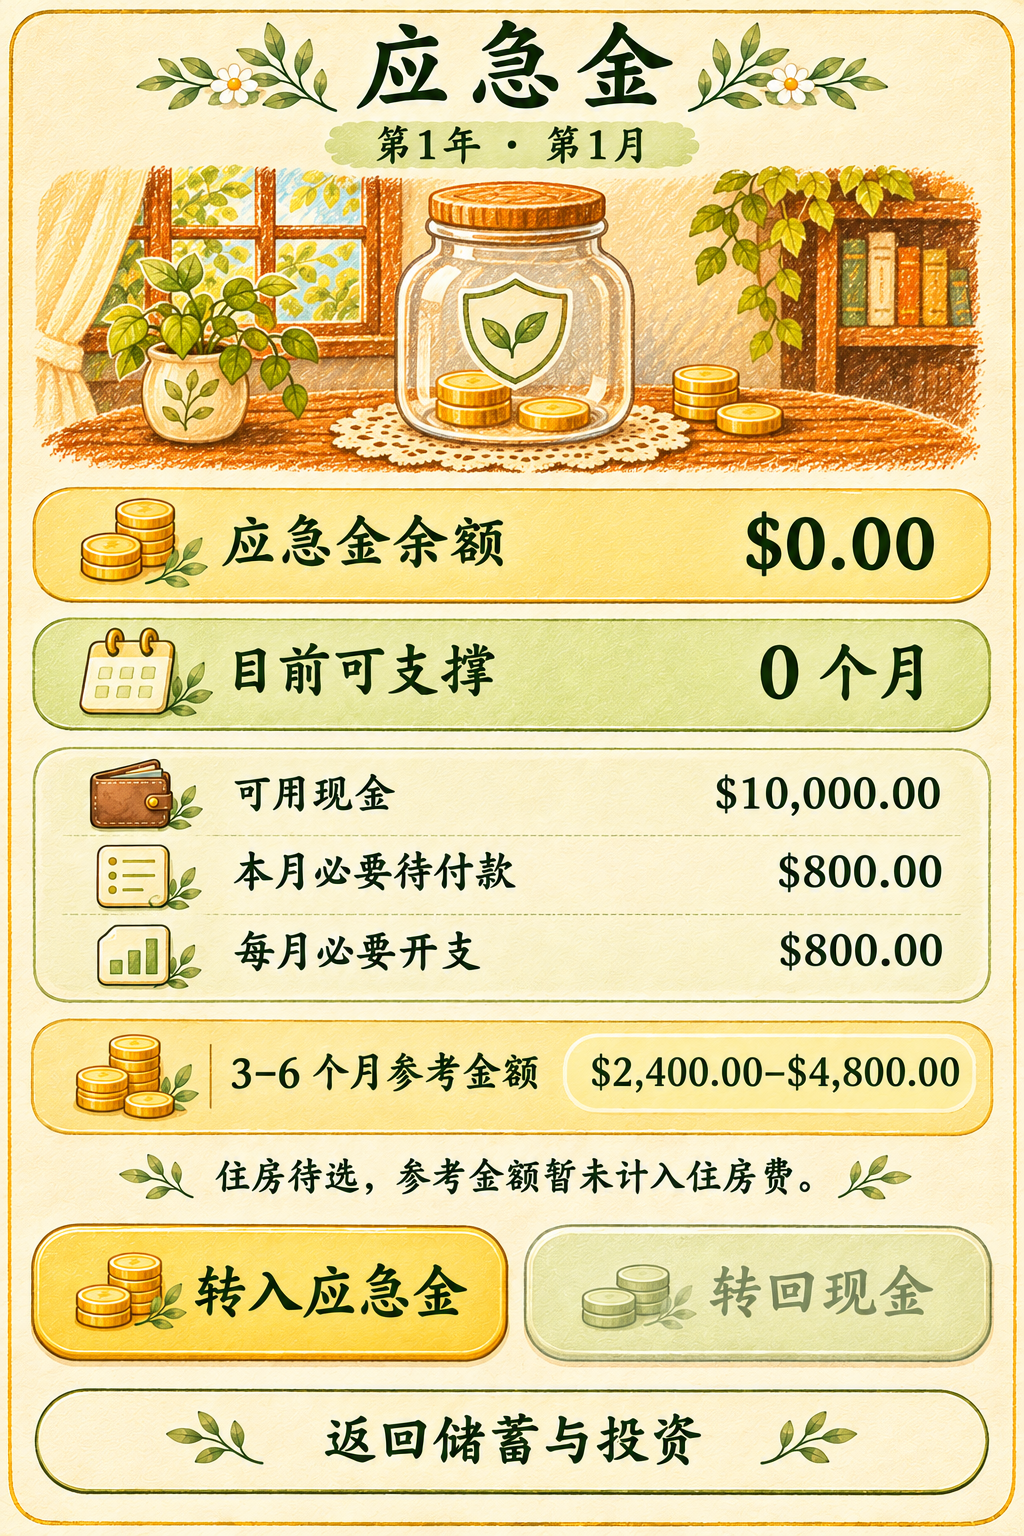 应急金
第1年 · 第1月
应急金余额 $0.00
目前可支撑 0 个月
可用现金 $10,000.00
本月必要待付款 $800.00
每月必要开支 $800.00
3–6 个月参考金额 $2,400.00–$4,800.00
住房待选，参考金额暂未计入住房费。
转入应急金 转回现金
返回储蓄与投资